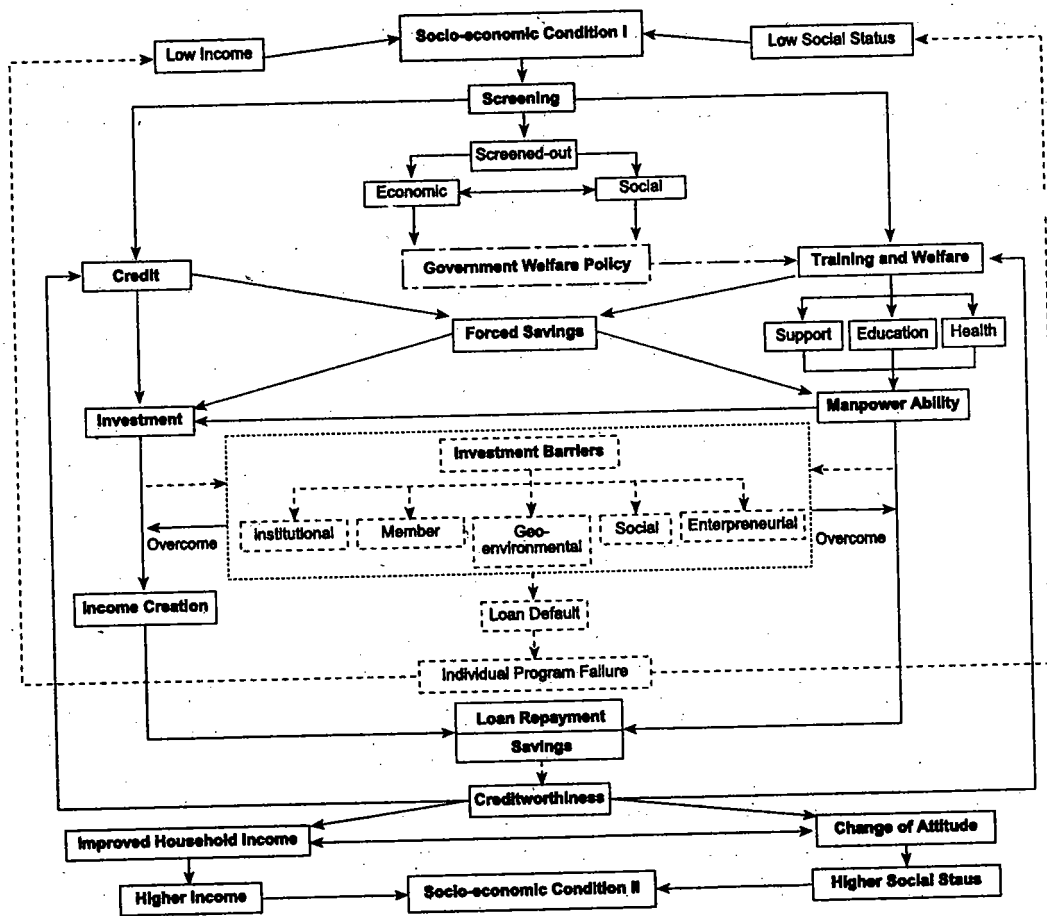 Socio-economic Condition I
Low Income
Low Social Status
Screening
Screened-out
Economic
Social
Credit
Government Welfare Policy
Training and Welfare
Forced Savings
Support
Education
Health
Investment
Manpower Ability
Investment Barriers
Institutional
Member
Geo-
environmental
Social
Enterpreneurial
Overcome
Overcome
Income Creation
Loan Default
Individual Program Failure
Loan Repayment
Savings
Creditworthiness
Improved Household Income
Change of Attitude
Higher Income
Socio-economic Condition II
Higher Social Staus